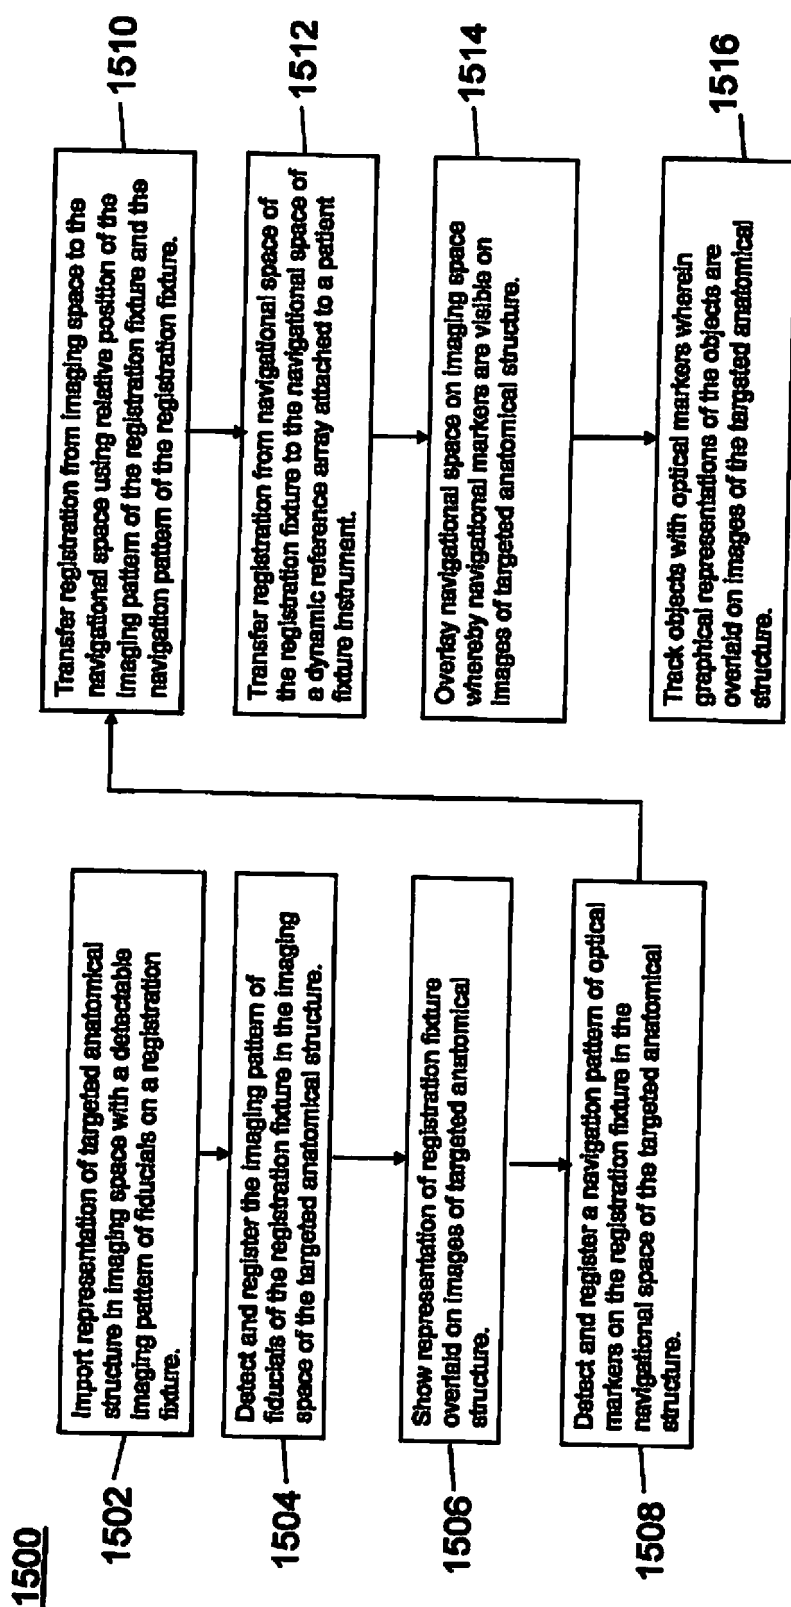 1500
1502
Import representation of targeted anatomical
structure in imaging space with a detectable
imaging pattern of fiducials on a registration
fixture.
1504
Detect and register the imaging pattern of
fiducials of the registration fixture in the imaging
space of the targeted anatomical structure.
1506
Show representation of registration fixture
overlaid on images of targeted anatomical
structure.
1508
Detect and register a navigation pattern of optical
markers on the registration fixture in the
navigational space of the targeted anatomical
structure.
1510
Transfer registration from imaging space to the
navigational space using relative position of the
imaging pattern of the registration fixture and the
navigation pattern of the registration fixture.
1512
Transfer registration from navigational space of
the registration fixture to the navigational space of
a dynamic reference array attached to a patient
fixture instrument.
1514
Overlay navigational space on imaging space
whereby navigational markers are visible on
images of targeted anatomical structure.
1516
Track objects with optical markers wherein
graphical representations of the objects are
overlaid on images of the targeted anatomical
structure.